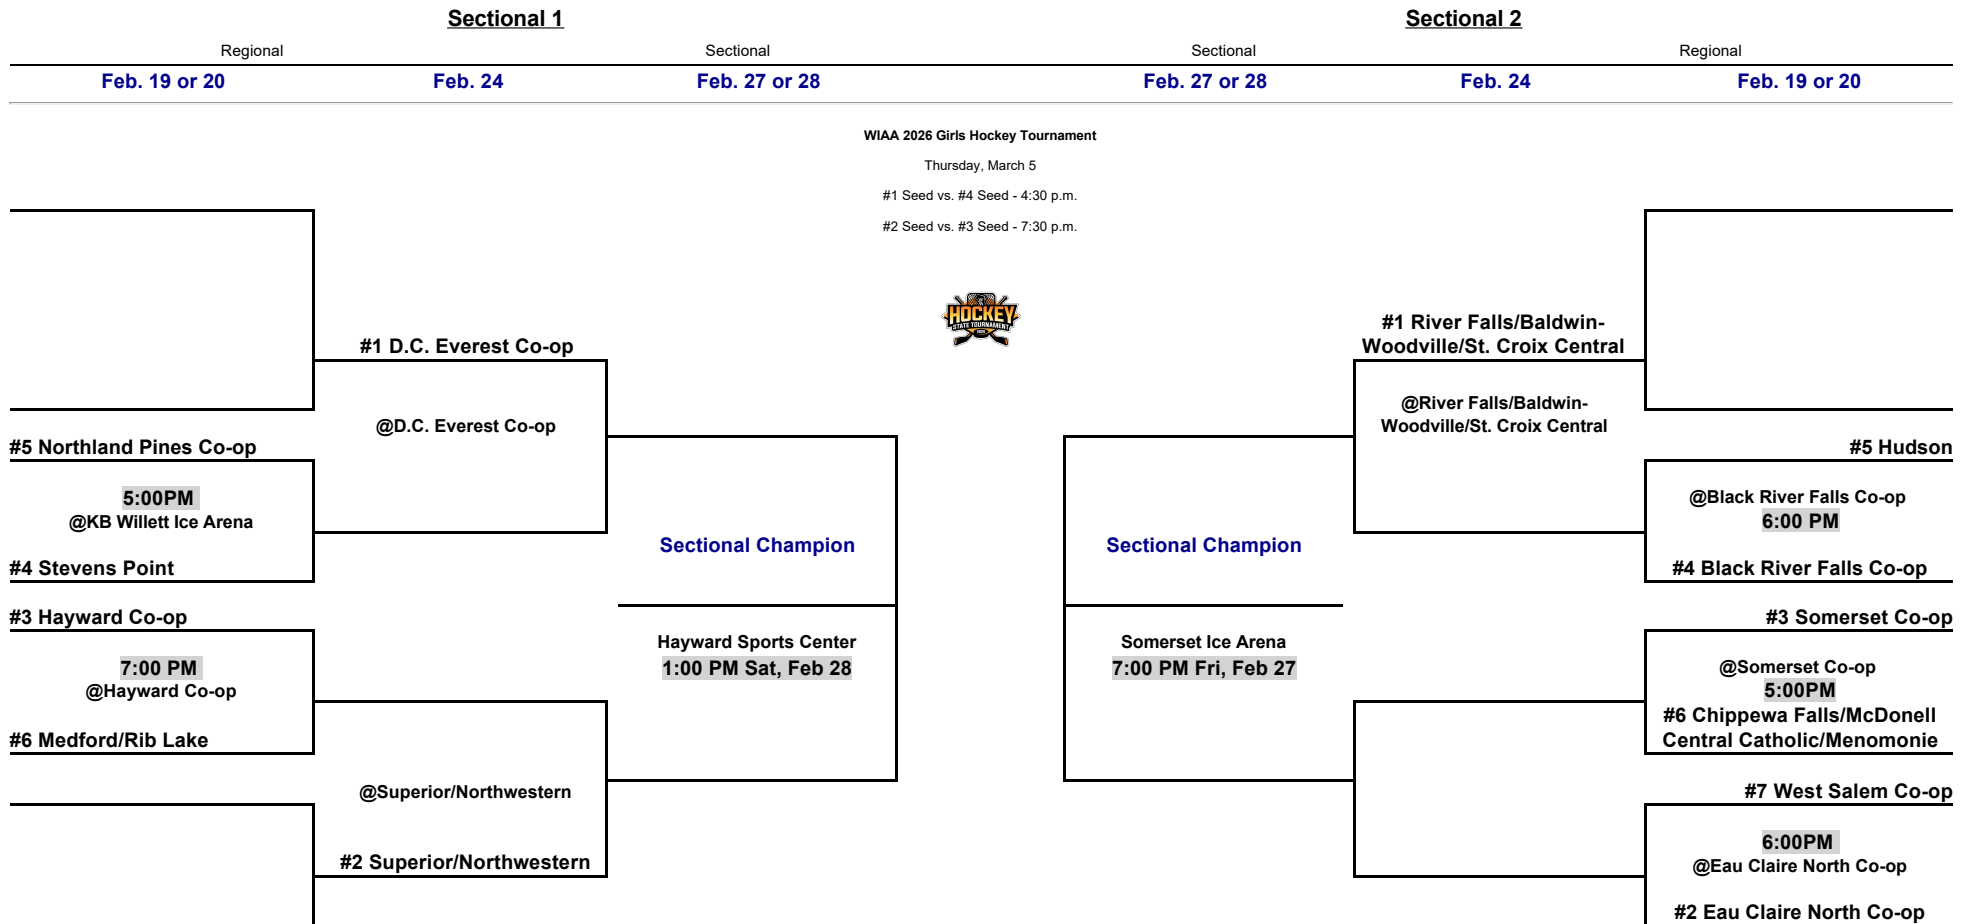 Sectional 1
Sectional 2
Regional
Sectional
Sectional
Regional
Feb. 19 or 20
Feb. 24
Feb. 27 or 28
Feb. 27 or 28
Feb. 24
Feb. 19 or 20
WIAA 2026 Girls Hockey Tournament
Thursday, March 5
#1 Seed vs. #4 Seed - 4:30 p.m.
#2 Seed vs. #3 Seed - 7:30 p.m.
HOCKEY
STATE TOURNAMENT
#1 D.C. Everest Co-op
@D.C. Everest Co-op
#5 Northland Pines Co-op
5:00PM
@KB Willett Ice Arena
#4 Stevens Point
#3 Hayward Co-op
7:00 PM
@Hayward Co-op
#6 Medford/Rib Lake
@Superior/Northwestern
#2 Superior/Northwestern
Sectional Champion
Hayward Sports Center
1:00 PM Sat, Feb 28
Sectional Champion
Somerset Ice Arena
7:00 PM Fri, Feb 27
#1 River Falls/Baldwin-
Woodville/St. Croix Central
@River Falls/Baldwin-
Woodville/St. Croix Central
#5 Hudson
@Black River Falls Co-op
6:00 PM
#4 Black River Falls Co-op
#3 Somerset Co-op
@Somerset Co-op
5:00PM
#6 Chippewa Falls/McDonell
Central Catholic/Menomonie
#7 West Salem Co-op
6:00PM
@Eau Claire North Co-op
#2 Eau Claire North Co-op